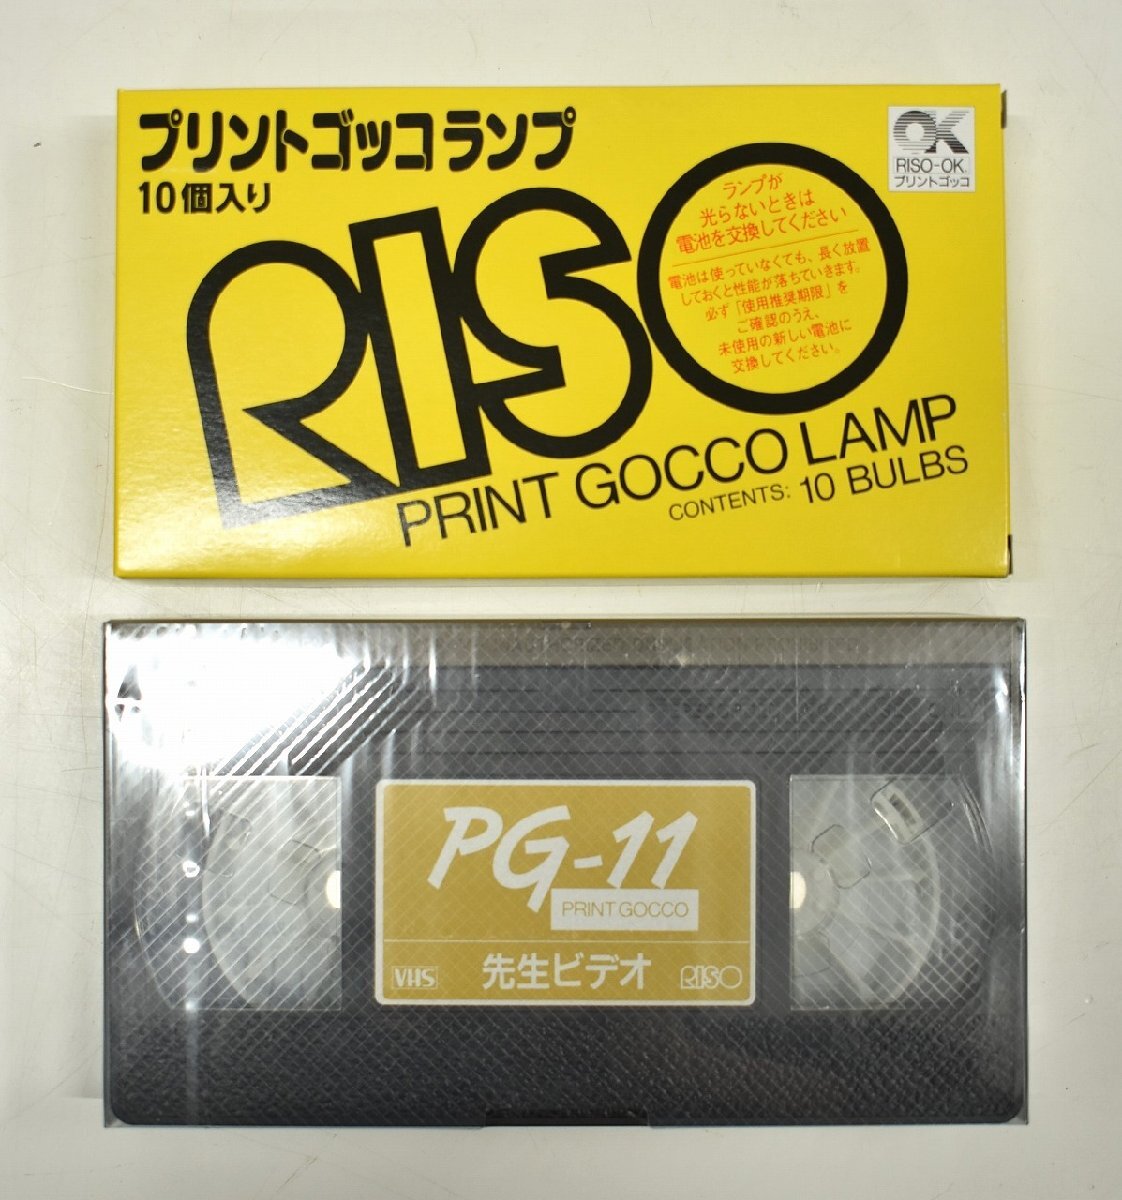 プリントゴッコランプ
10個入り
OK
RISO-OK
プリントゴッコ
RISO
ランプが
光らないときは
電池を交換してください
電池は使っていなくても、長く放置
しておくと性能が落ちていきます。
必ず「使用推奨期限」を
ご確認のうえ、
未使用の新しい電池に
交換してください。
PRINT GOCCO LAMP
CONTENTS: 10 BULBS
PG-11
PRINT GOCCO
VHS
先生ビデオ
RISO